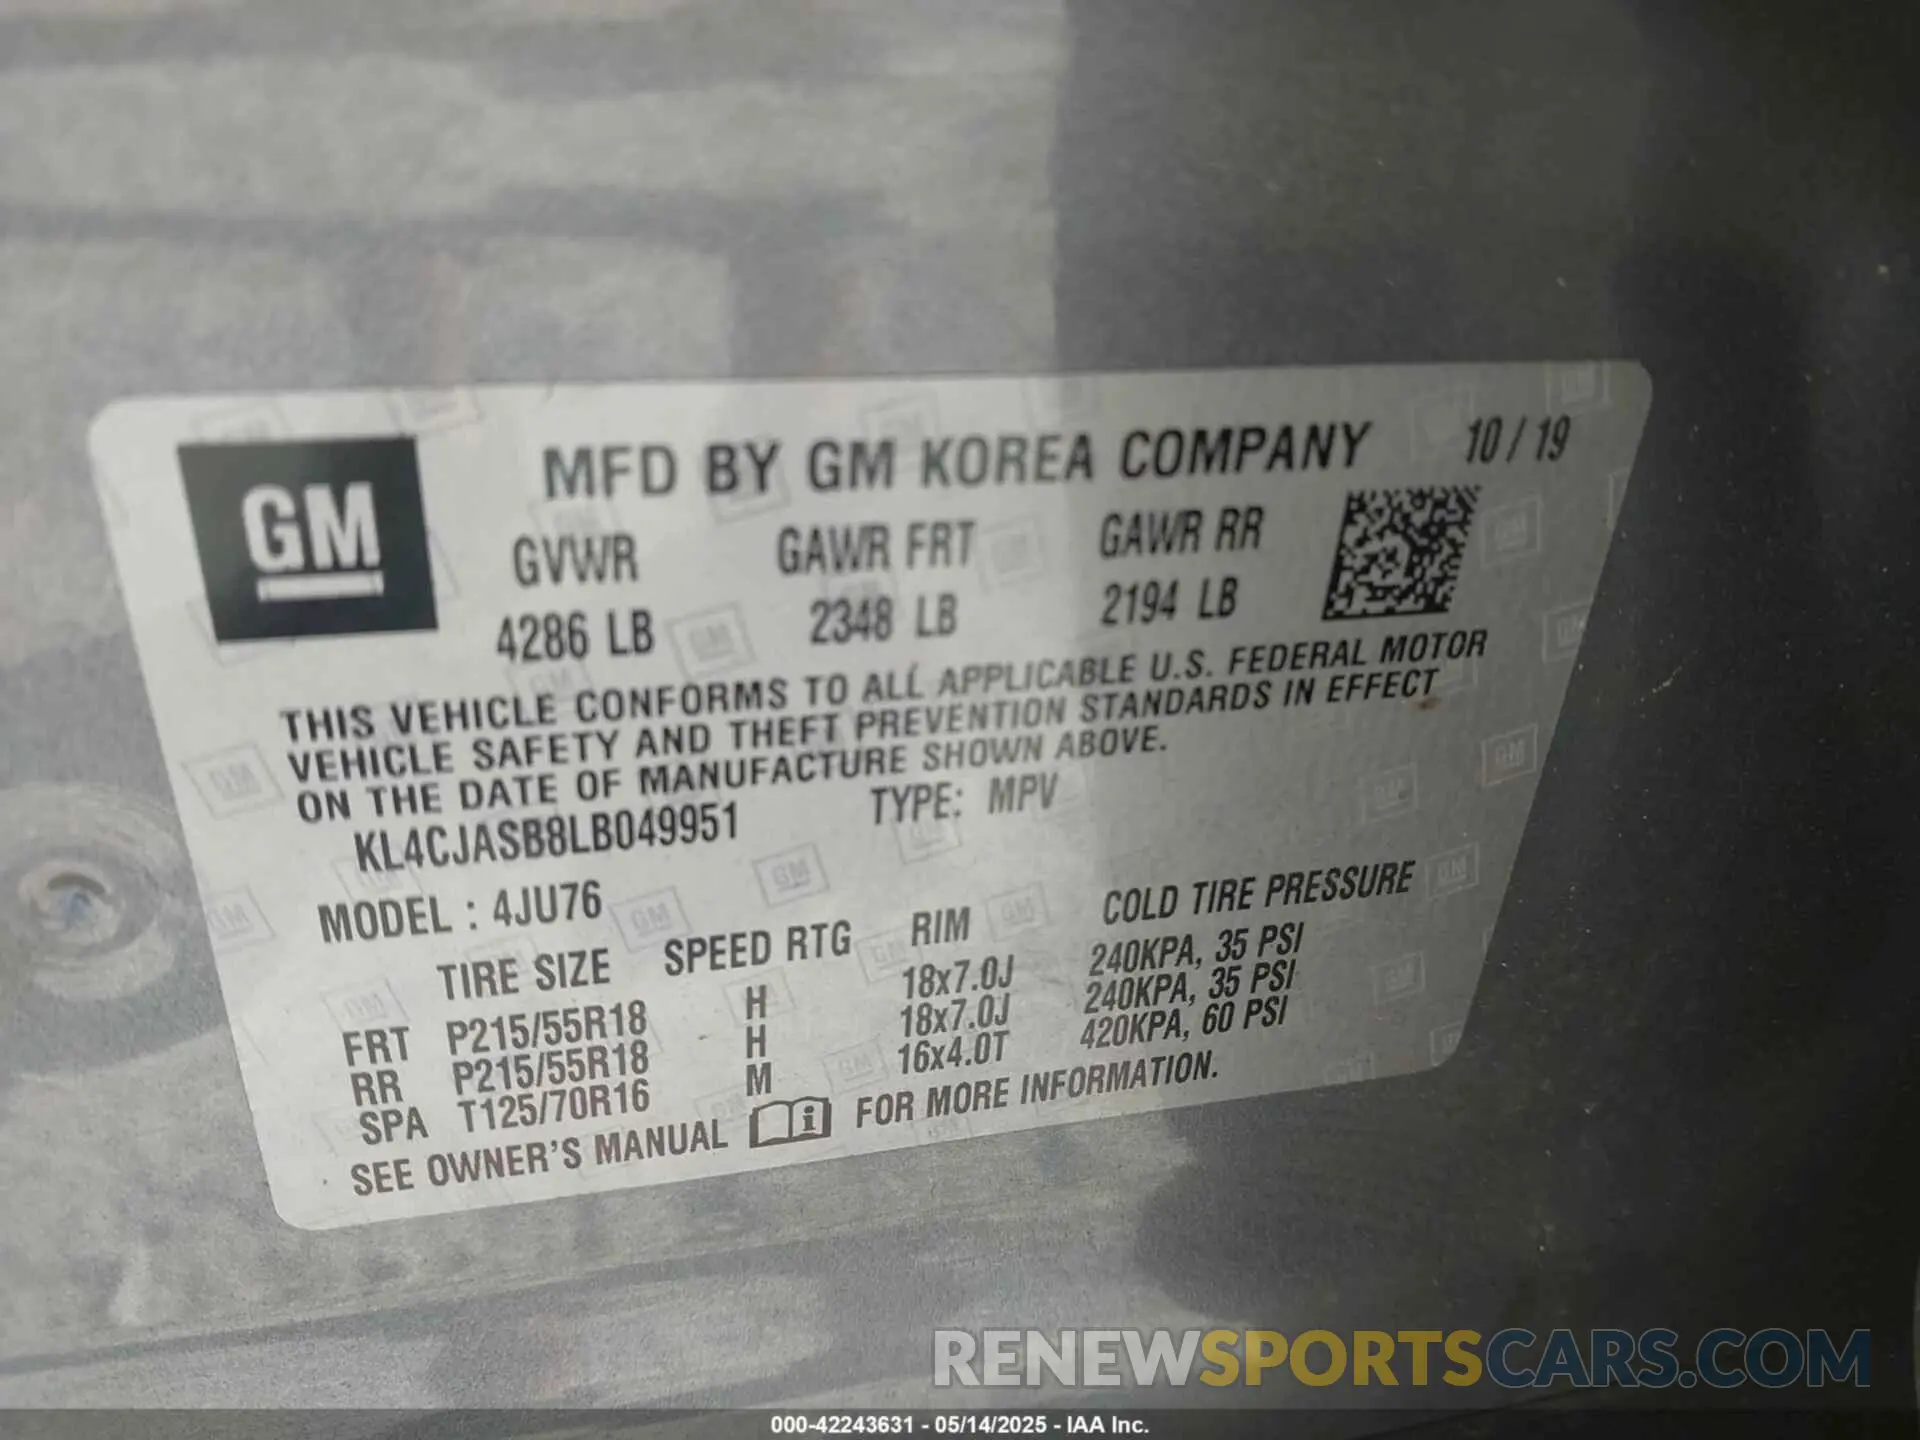 GM
MFD BY GM KOREA COMPANY 10/19
GVWR GAWR FRT GAWR RR
4286 LB 2348 LB 2194 LB
THIS VEHICLE CONFORMS TO ALL APPLICABLE U.S. FEDERAL MOTOR
VEHICLE SAFETY AND THEFT PREVENTION STANDARDS IN EFFECT
ON THE DATE OF MANUFACTURE SHOWN ABOVE.
KL4CJASB8LB049951 TYPE: MPV
MODEL : 4JU76
TIRE SIZE SPEED RTG RIM COLD TIRE PRESSURE
FRT P215/55R18 H 18x7.0J 240KPA, 35 PSI
RR P215/55R18 H 18x7.0J 240KPA, 35 PSI
SPA T125/70R16 M 16x4.0T 420KPA, 60 PSI
SEE OWNER'S MANUAL i FOR MORE INFORMATION.
RENEWSPORTSCARS.COM
000-42243631 - 05/14/2025 - IAA Inc.